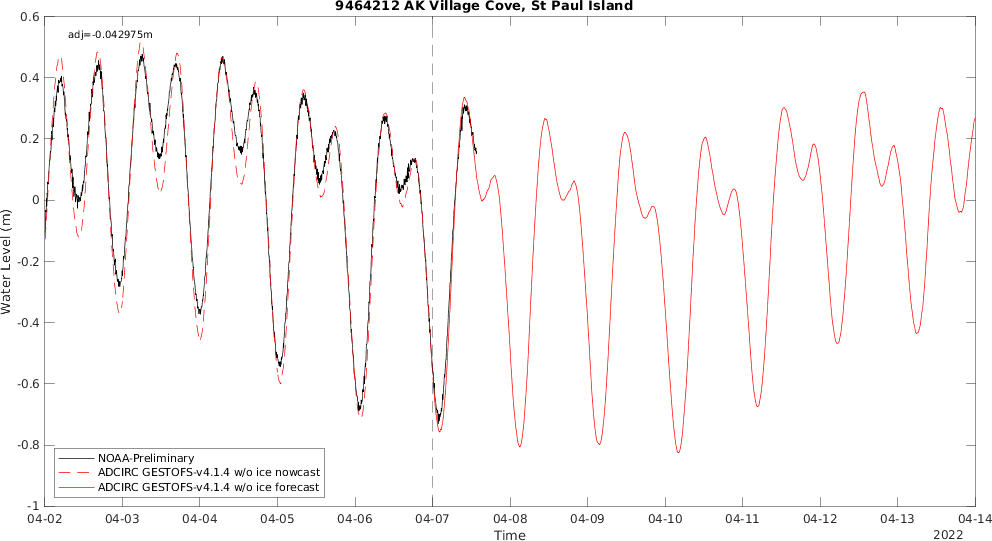 9464212 AK Village Cove, St Paul Island
adj=-0.042975m
0.6
0.4
0.2
0
-0.2
-0.4
-0.6
-0.8
-1
Water Level (m)
NOAA-Preliminary
ADCIRC GESTOFS-v4.1.4 w/o ice nowcast
ADCIRC GESTOFS-v4.1.4 w/o ice forecast
04-02 04-03 04-04 04-05 04-06 04-07 04-08 04-09 04-10 04-11 04-12 04-13 04-14
Time
2022